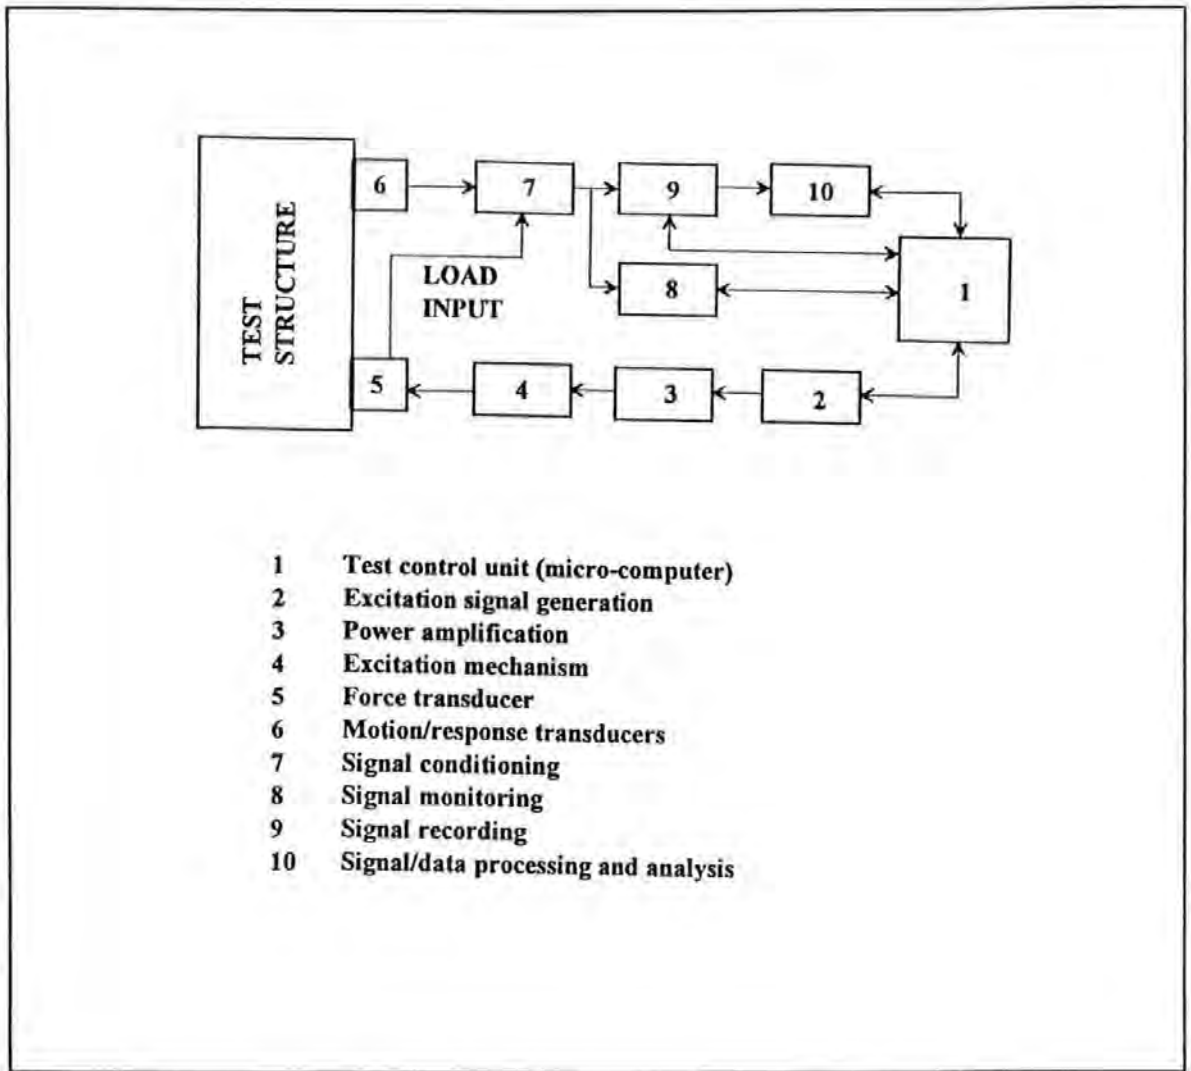 TEST
STRUCTURE
6
7
9
10
LOAD
INPUT
8
1
5
4
3
2
1 Test control unit (micro-computer)
2 Excitation signal generation
3 Power amplification
4 Excitation mechanism
5 Force transducer
6 Motion/response transducers
7 Signal conditioning
8 Signal monitoring
9 Signal recording
10 Signal/data processing and analysis